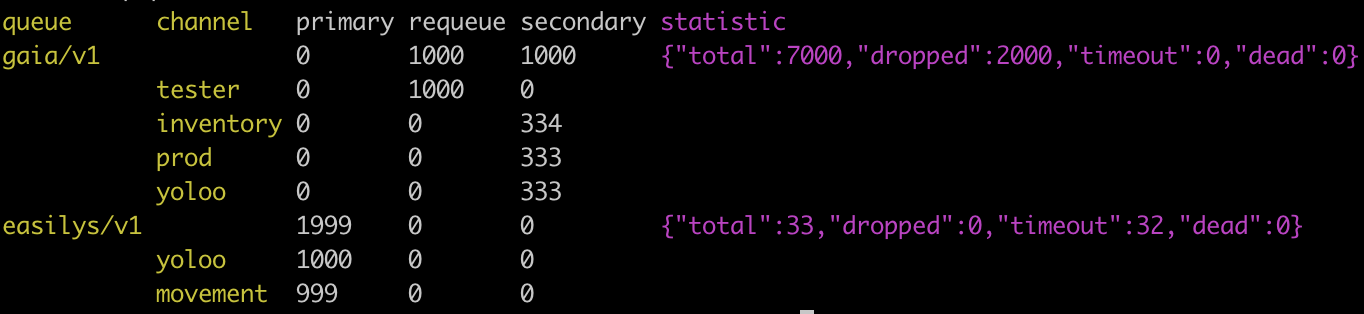 queue channel primary requeue secondary statistic
gaia/v1 0 1000 1000 {"total":7000,"dropped":2000,"timeout":0,"dead":0}
tester 0 1000 0
inventory 0 0 334
prod 0 0 333
yoloo 0 0 333
easilys/v1 1999 0 0 {"total":33,"dropped":0,"timeout":32,"dead":0}
yoloo 1000 0 0
movement 999 0 0